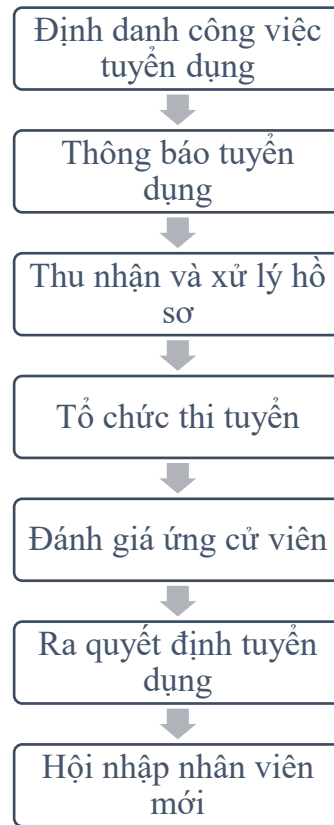 Định danh công việc
tuyển dụng
Thông báo tuyển
dụng
Thu nhận và xử lý hồ
sơ
Tổ chức thi tuyển
Đánh giá ứng cử viên
Ra quyết định tuyển
dụng
Hội nhập nhân viên
mới